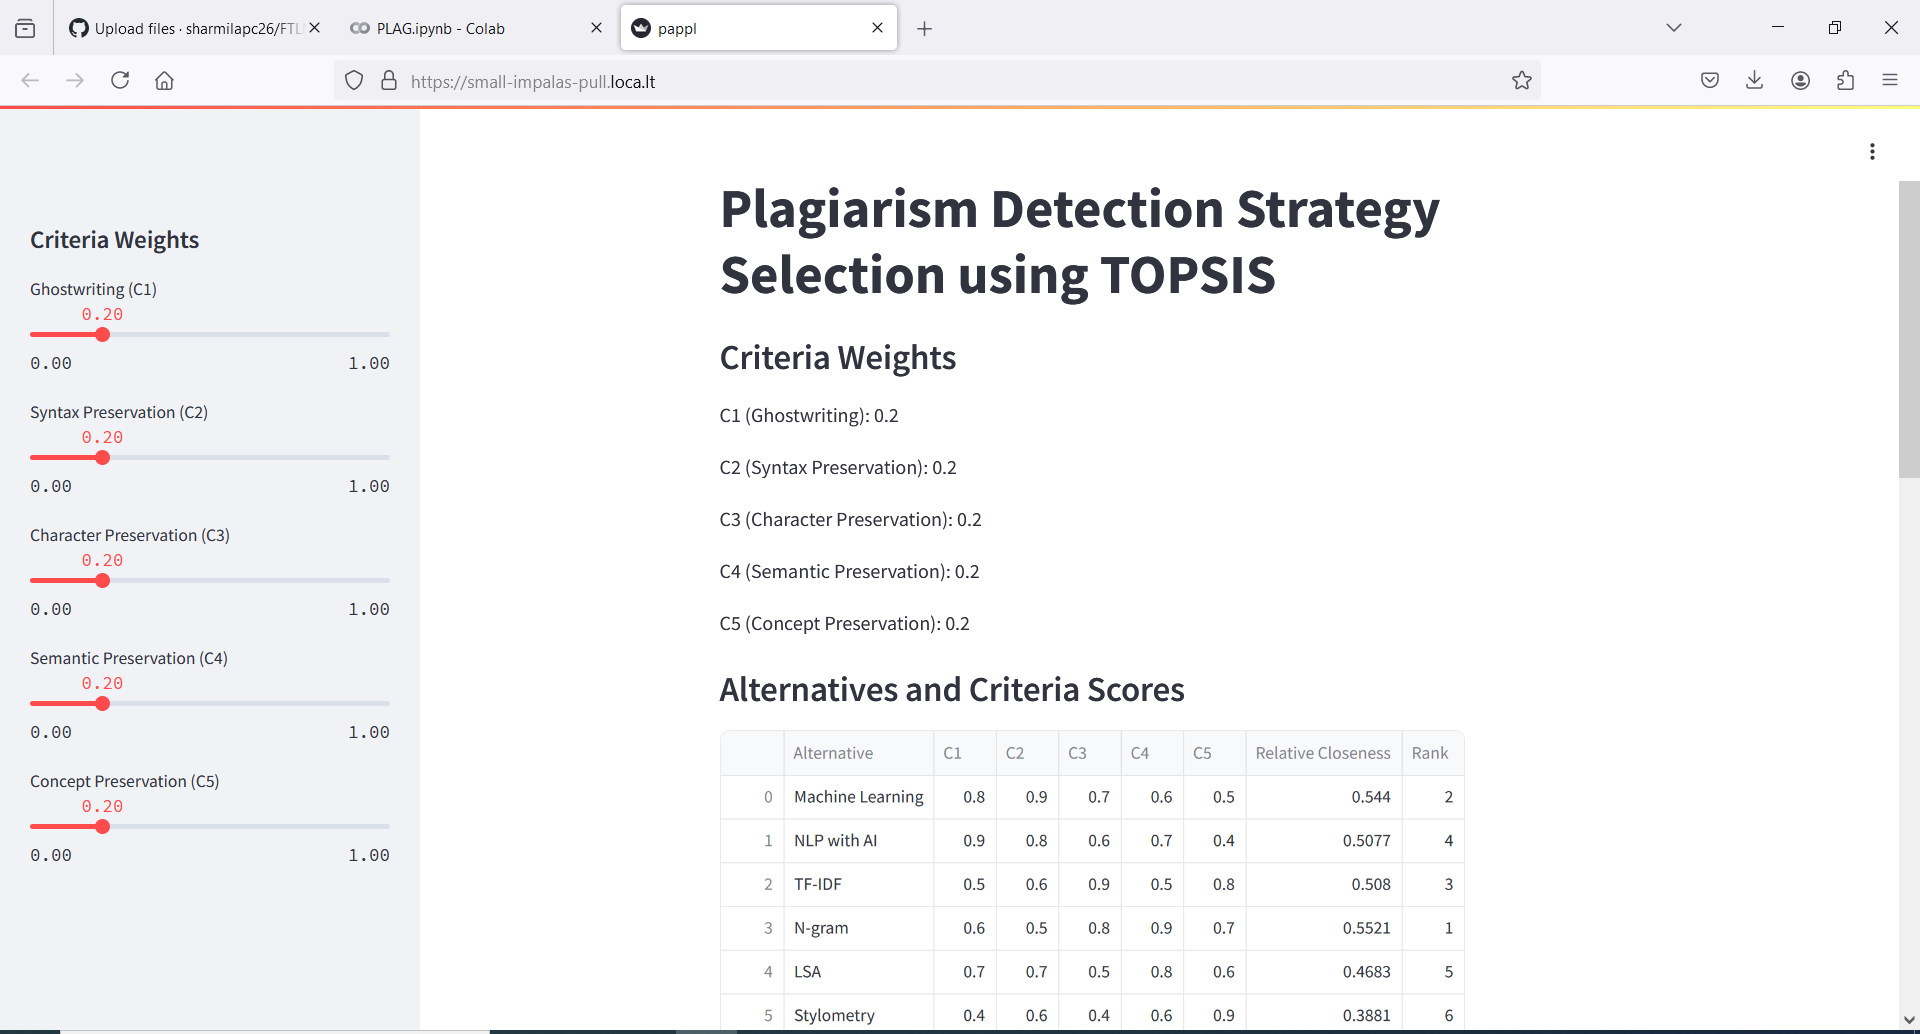 Upload files · sharmilapc26/FTL
PLAG.ipynb - Colab
pappl
https://small-impalas-pull.loca.lt
Criteria Weights
Ghostwriting (C1)
0.20
0.00 1.00
Syntax Preservation (C2)
0.20
0.00 1.00
Character Preservation (C3)
0.20
0.00 1.00
Semantic Preservation (C4)
0.20
0.00 1.00
Concept Preservation (C5)
0.20
0.00 1.00
Plagiarism Detection Strategy
Selection using TOPSIS
Criteria Weights
C1 (Ghostwriting): 0.2
C2 (Syntax Preservation): 0.2
C3 (Character Preservation): 0.2
C4 (Semantic Preservation): 0.2
C5 (Concept Preservation): 0.2
Alternatives and Criteria Scores
Alternative C1 C2 C3 C4 C5 Relative Closeness Rank
0 Machine Learning 0.8 0.9 0.7 0.6 0.5 0.544 2
1 NLP with AI 0.9 0.8 0.6 0.7 0.4 0.5077 4
2 TF-IDF 0.5 0.6 0.9 0.5 0.8 0.508 3
3 N-gram 0.6 0.5 0.8 0.9 0.7 0.5521 1
4 LSA 0.7 0.7 0.5 0.8 0.6 0.4683 5
5 Stylometry 0.4 0.6 0.4 0.6 0.9 0.3881 6